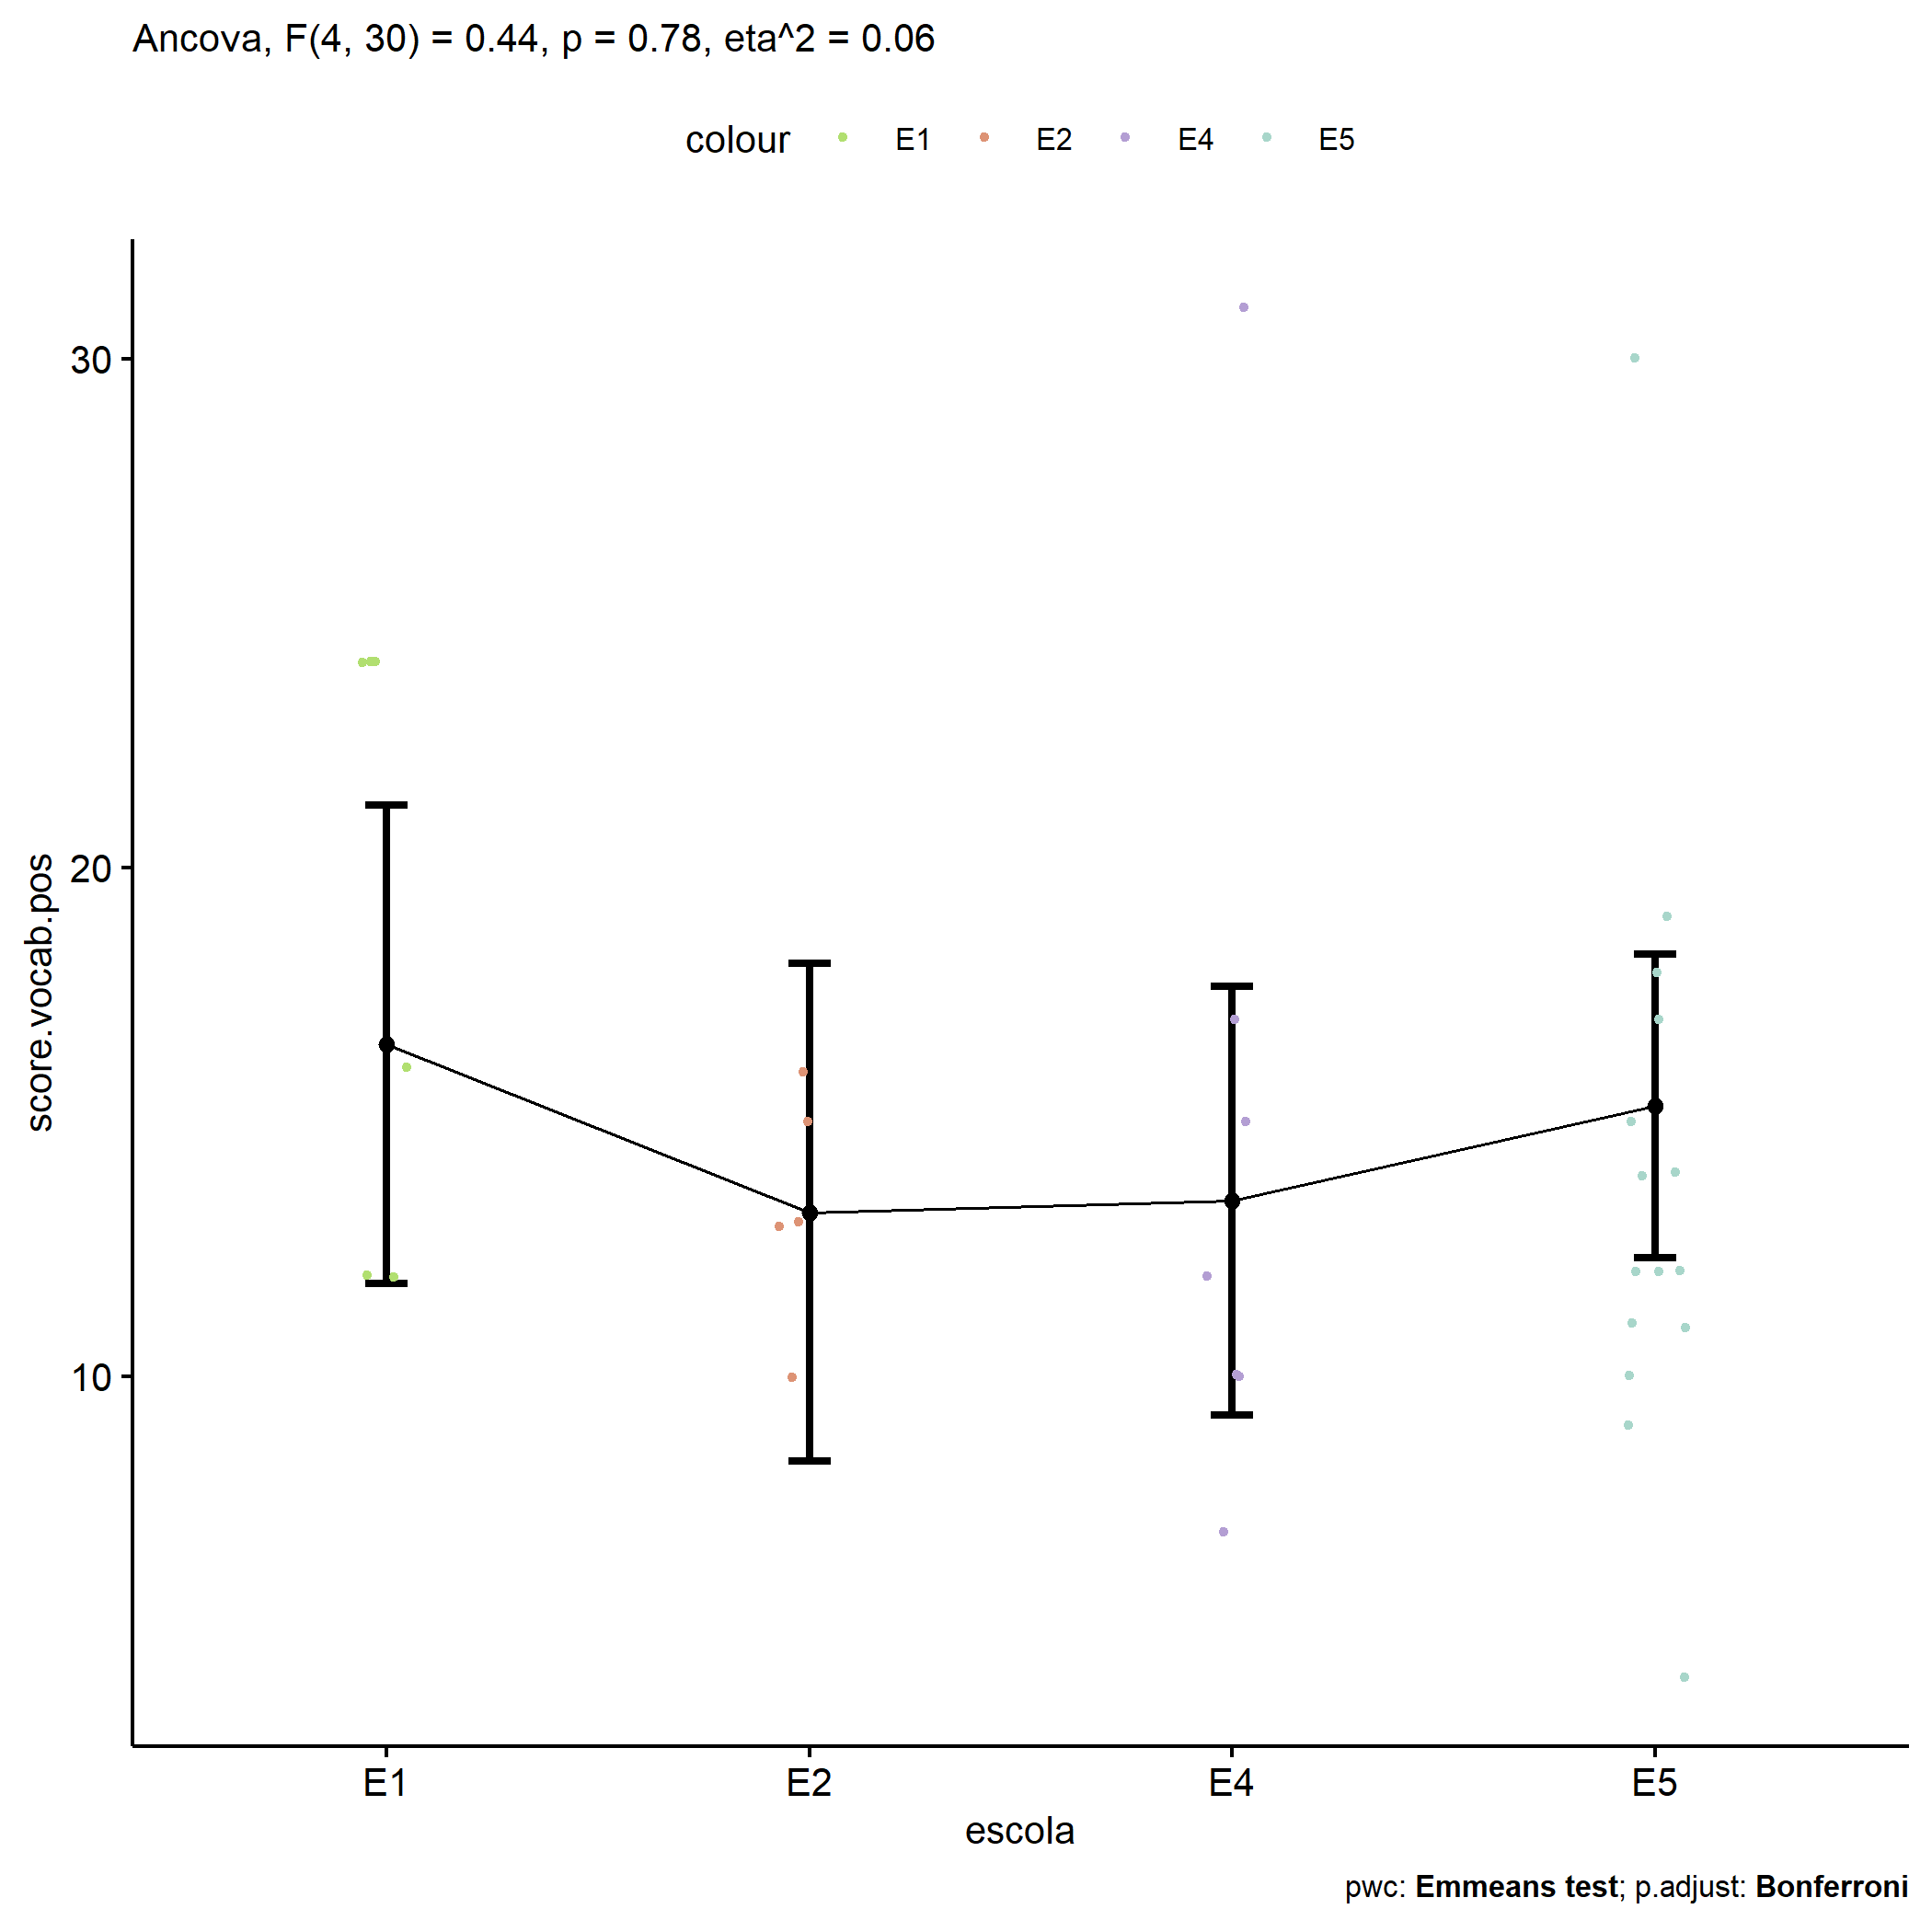 Ancova, F(4, 30) = 0.44, p = 0.78, eta^2 = 0.06
colour E1 E2 E4 E5
30
20
10
score.vocab.pos
E1 E2 E4 E5
escola
pwc: Emmeans test; p.adjust: Bonferroni